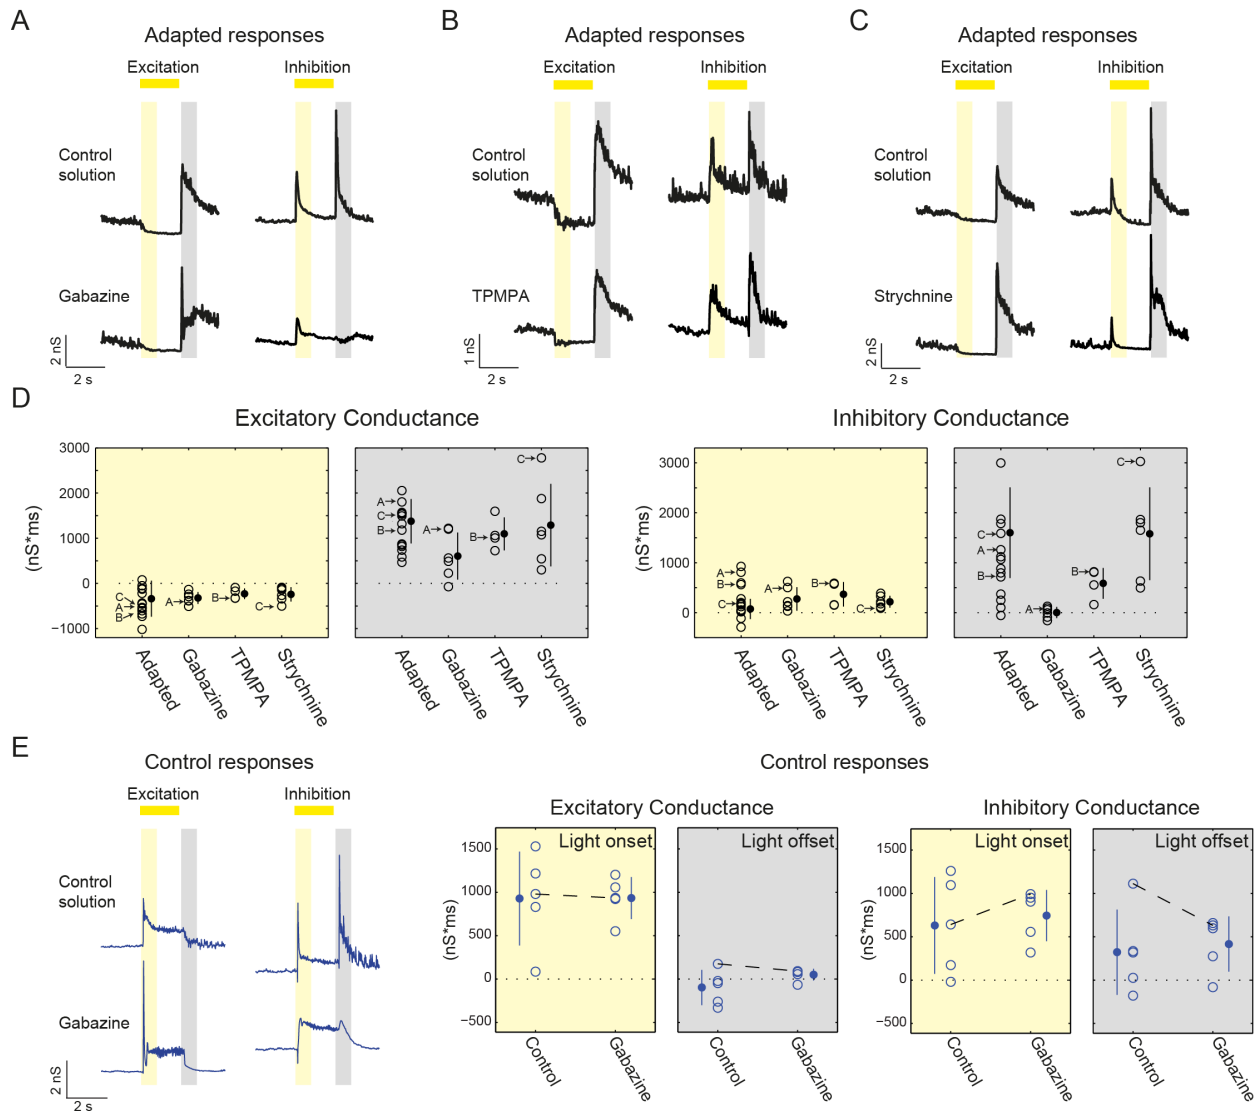 A
Adapted responses
Excitation
Inhibition
Control
solution
Gabazine
2 nS
2 s
B
Adapted responses
Excitation
Inhibition
Control
solution
TPMPA
1 nS
2 s
C
Adapted responses
Excitation
Inhibition
Control
solution
Strychnine
2 nS
2 s
D
Excitatory Conductance
(nS*ms)
3000
2000
1000
0
−1000
C
A
B
A
B
C
Adapted
Gabazine
TPMPA
Strychnine
A
C
B
A
B
C
Adapted
Gabazine
TPMPA
Strychnine
Inhibitory Conductance
(nS*ms)
3000
2000
1000
0
A
B
C
A
B
C
Adapted
Gabazine
TPMPA
Strychnine
C
A
B
A
B
C
Adapted
Gabazine
TPMPA
Strychnine
E
Control responses
Excitation
Inhibition
Control
solution
Gabazine
2 nS
2 s
Control responses
Excitatory Conductance
(nS*ms)
1500
1000
500
0
−500
Light onset
Control
Gabazine
Light offset
Control
Gabazine
Inhibitory Conductance
(nS*ms)
1500
1000
500
0
−500
Light onset
Control
Gabazine
Light offset
Control
Gabazine